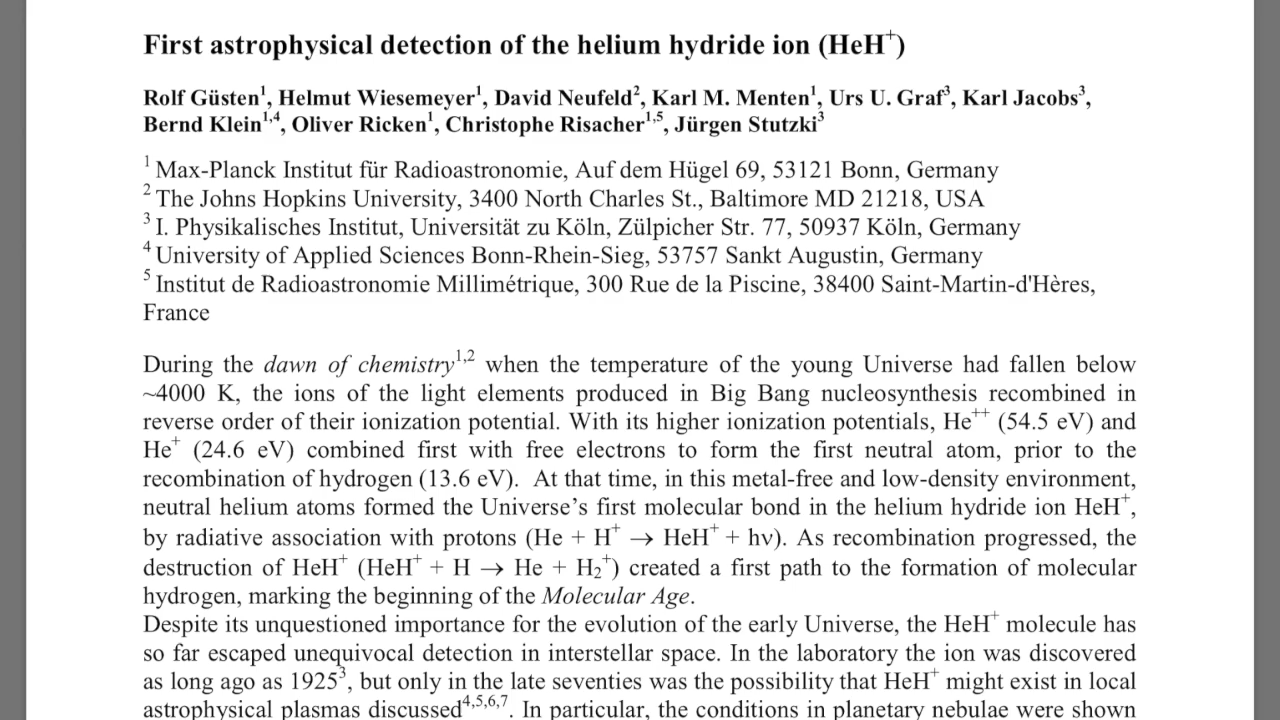 First astrophysical detection of the helium hydride ion (HeH⁺)
Rolf Güsten¹, Helmut Wiesemeyer¹, David Neufeld², Karl M. Menten¹, Urs U. Graf³, Karl Jacobs³,
Bernd Klein¹,⁴, Oliver Ricken¹, Christophe Risacher¹,⁵, Jürgen Stutzki³
¹ Max-Planck Institut für Radioastronomie, Auf dem Hügel 69, 53121 Bonn, Germany
² The Johns Hopkins University, 3400 North Charles St., Baltimore MD 21218, USA
³ I. Physikalisches Institut, Universität zu Köln, Zülpicher Str. 77, 50937 Köln, Germany
⁴ University of Applied Sciences Bonn-Rhein-Sieg, 53757 Sankt Augustin, Germany
⁵ Institut de Radioastronomie Millimétrique, 300 Rue de la Piscine, 38400 Saint-Martin-d'Hères,
France
During the dawn of chemistry¹,² when the temperature of the young Universe had fallen below
~4000 K, the ions of the light elements produced in Big Bang nucleosynthesis recombined in
reverse order of their ionization potential. With its higher ionization potentials, He⁺⁺ (54.5 eV) and
He⁺ (24.6 eV) combined first with free electrons to form the first neutral atom, prior to the
recombination of hydrogen (13.6 eV). At that time, in this metal-free and low-density environment,
neutral helium atoms formed the Universe’s first molecular bond in the helium hydride ion HeH⁺,
by radiative association with protons (He + H⁺ → HeH⁺ + hν). As recombination progressed, the
destruction of HeH⁺ (HeH⁺ + H → He + H₂⁺) created a first path to the formation of molecular
hydrogen, marking the beginning of the Molecular Age.
Despite its unquestioned importance for the evolution of the early Universe, the HeH⁺ molecule has
so far escaped unequivocal detection in interstellar space. In the laboratory the ion was discovered
as long ago as 1925³, but only in the late seventies was the possibility that HeH⁺ might exist in local
astrophysical plasmas discussed⁴,⁵,⁶,⁷. In particular, the conditions in planetary nebulae were shown